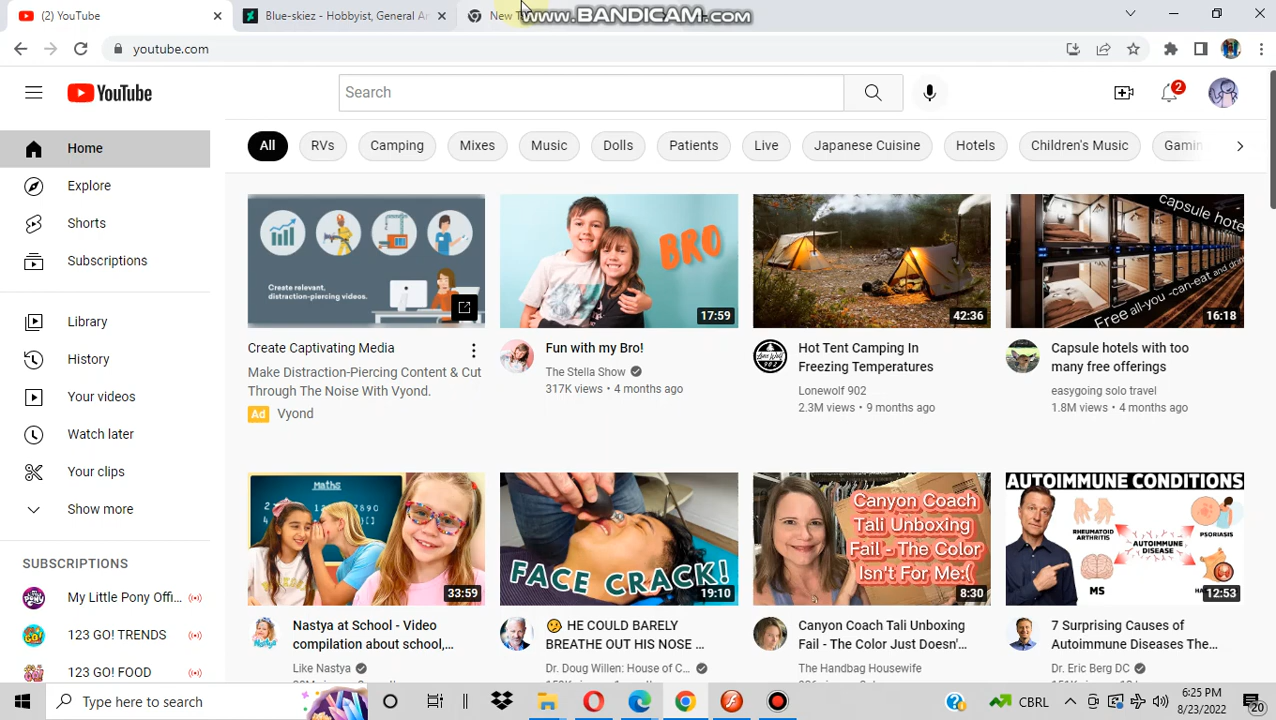 (2) YouTube
Blue-skiez - Hobbyist, General Ar
New T
www.BANDICAM.com
youtube.com
YouTube
Search
2
Home
Explore
Shorts
Subscriptions
Library
History
Your videos
Watch later
Your clips
Show more
SUBSCRIPTIONS
My Little Pony Offi...
123 GO! TRENDS
123 GO! FOOD
All
RVs
Camping
Mixes
Music
Dolls
Patients
Live
Japanese Cuisine
Hotels
Children's Music
Gamin
Create relevant,
distraction-piercing videos.
Create Captivating Media
Make Distraction-Piercing Content & Cut
Through The Noise With Vyond.
Ad Vyond
BRO
17:59
Fun with my Bro!
The Stella Show
317K views • 4 months ago
42:36
Hot Tent Camping In
Freezing Temperatures
Lonewolf 902
2.3M views • 9 months ago
capsule hote
Free all-you -can-eat and drin
16:18
Capsule hotels with too
many free offerings
easygoing solo travel
1.8M views • 4 months ago
Maths
33:59
Nastya at School - Video
compilation about school,...
Like Nastya
FACE CRACK!
19:10
HE COULD BARELY
BREATHE OUT HIS NOSE ...
Dr. Doug Willen: House of C...
Canyon Coach
Tali Unboxing
Fail - The Color
Isn't For Me:(
8:30
Canyon Coach Tali Unboxing
Fail - The Color Just Doesn'...
The Handbag Housewife
AUTOIMMUNE CONDITIONS
RHEUMATOID
ARTHRITIS
PSORIASIS
AUTOIMMUNE
DISEASE
MS
12:53
7 Surprising Causes of
Autoimmune Diseases The...
Dr. Eric Berg DC
Type here to search
CBRL
6:25 PM
8/23/2022
20